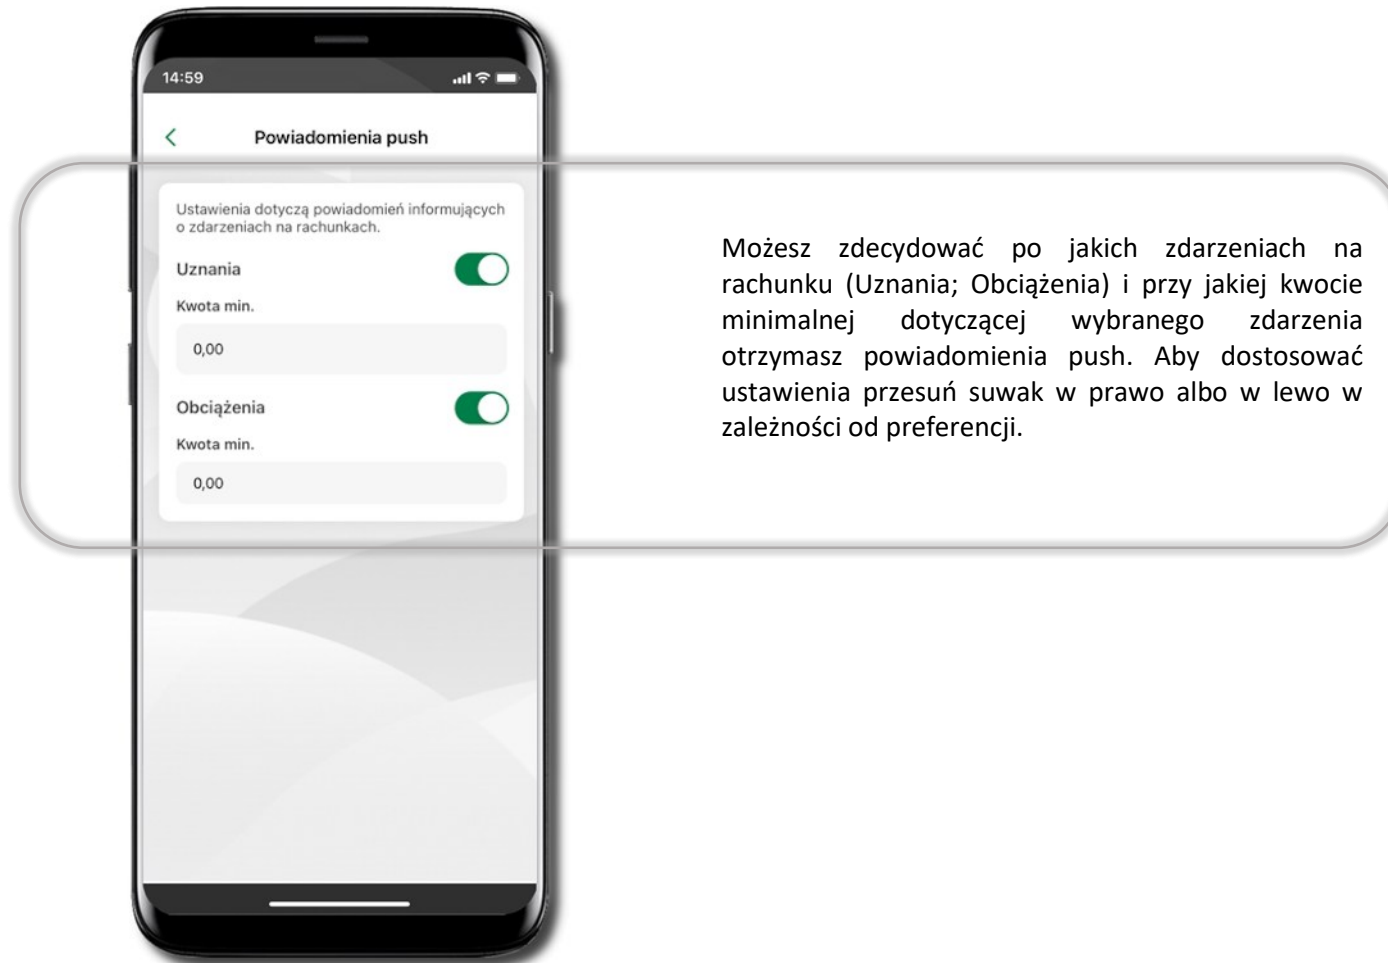 14:59
Powiadomienia push
Ustawienia dotyczą powiadomień informujących
o zdarzeniach na rachunkach.
Uznania
Kwota min.
0,00
Obciążenia
Kwota min.
0,00
Możesz zdecydować po jakich zdarzeniach na
rachunku (Uznania; Obciążenia) i przy jakiej kwocie
minimalnej dotyczącej wybranego zdarzenia
otrzymasz powiadomienia push. Aby dostosować
ustawienia przesuń suwak w prawo albo w lewo w
zależności od preferencji.